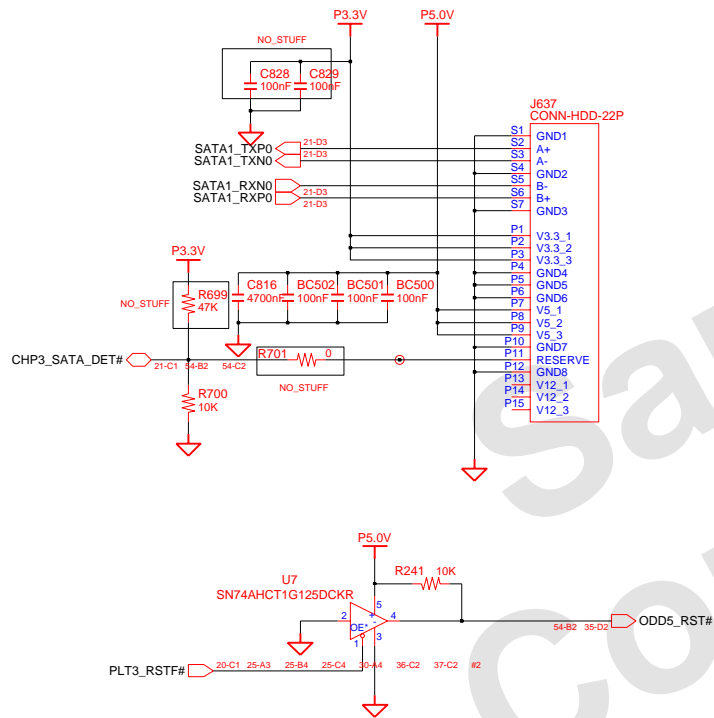 P3.3V
P5.0V
NO_STUFF
C828
100nF
C829
100nF
J637
CONN-HDD-22P
SATA1_TXP0
21-D3
SATA1_TXN0
21-D3
SATA1_RXN0
21-D3
SATA1_RXP0
21-D3
S1 GND1
S2 A+
S3 A-
S4 GND2
S5 B-
S6 B+
S7 GND3
P1 V3.3_1
P2 V3.3_2
P3 V3.3_3
P4 GND4
P5 GND5
P6 GND6
P7 V5_1
P8 V5_2
P9 V5_3
P10 GND7
P11 RESERVE
P12 GND8
P13 V12_1
P14 V12_2
P15 V12_3
P3.3V
NO_STUFF
R699
47K
C816
4700nF
BC502
100nF
BC501
100nF
BC500
100nF
CHP3_SATA_DET#
21-C1 54-B2 54-C2
R701 0
NO_STUFF
R700
10K
P5.0V
R241 10K
U7
SN74AHCT1G125DCKR
2 OE* + - 5 4
1 3
54-B2 35-D2
ODD5_RST#
PLT3_RSTF#
20-C1 25-A3 25-B4 25-C4 30-A4 36-C2 37-C2 #2
Sa
Co